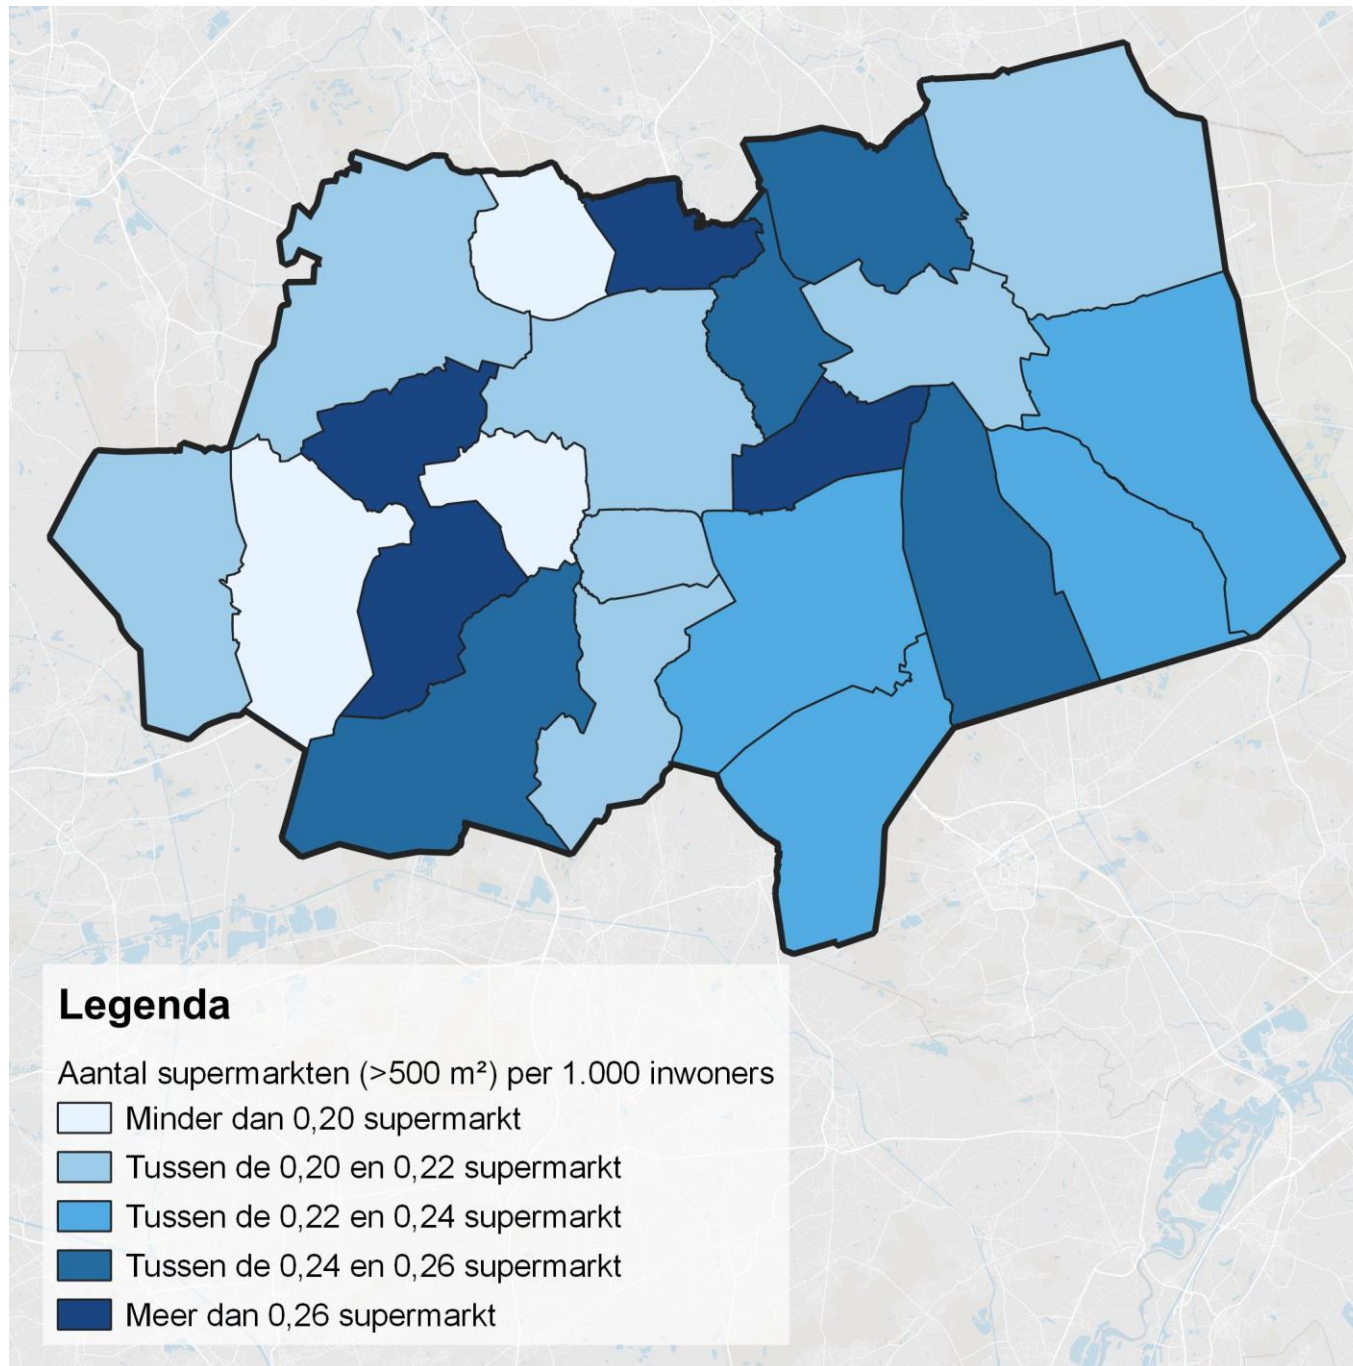 Legenda
Aantal supermarkten (>500 m²) per 1.000 inwoners
Minder dan 0,20 supermarkt
Tussen de 0,20 en 0,22 supermarkt
Tussen de 0,22 en 0,24 supermarkt
Tussen de 0,24 en 0,26 supermarkt
Meer dan 0,26 supermarkt